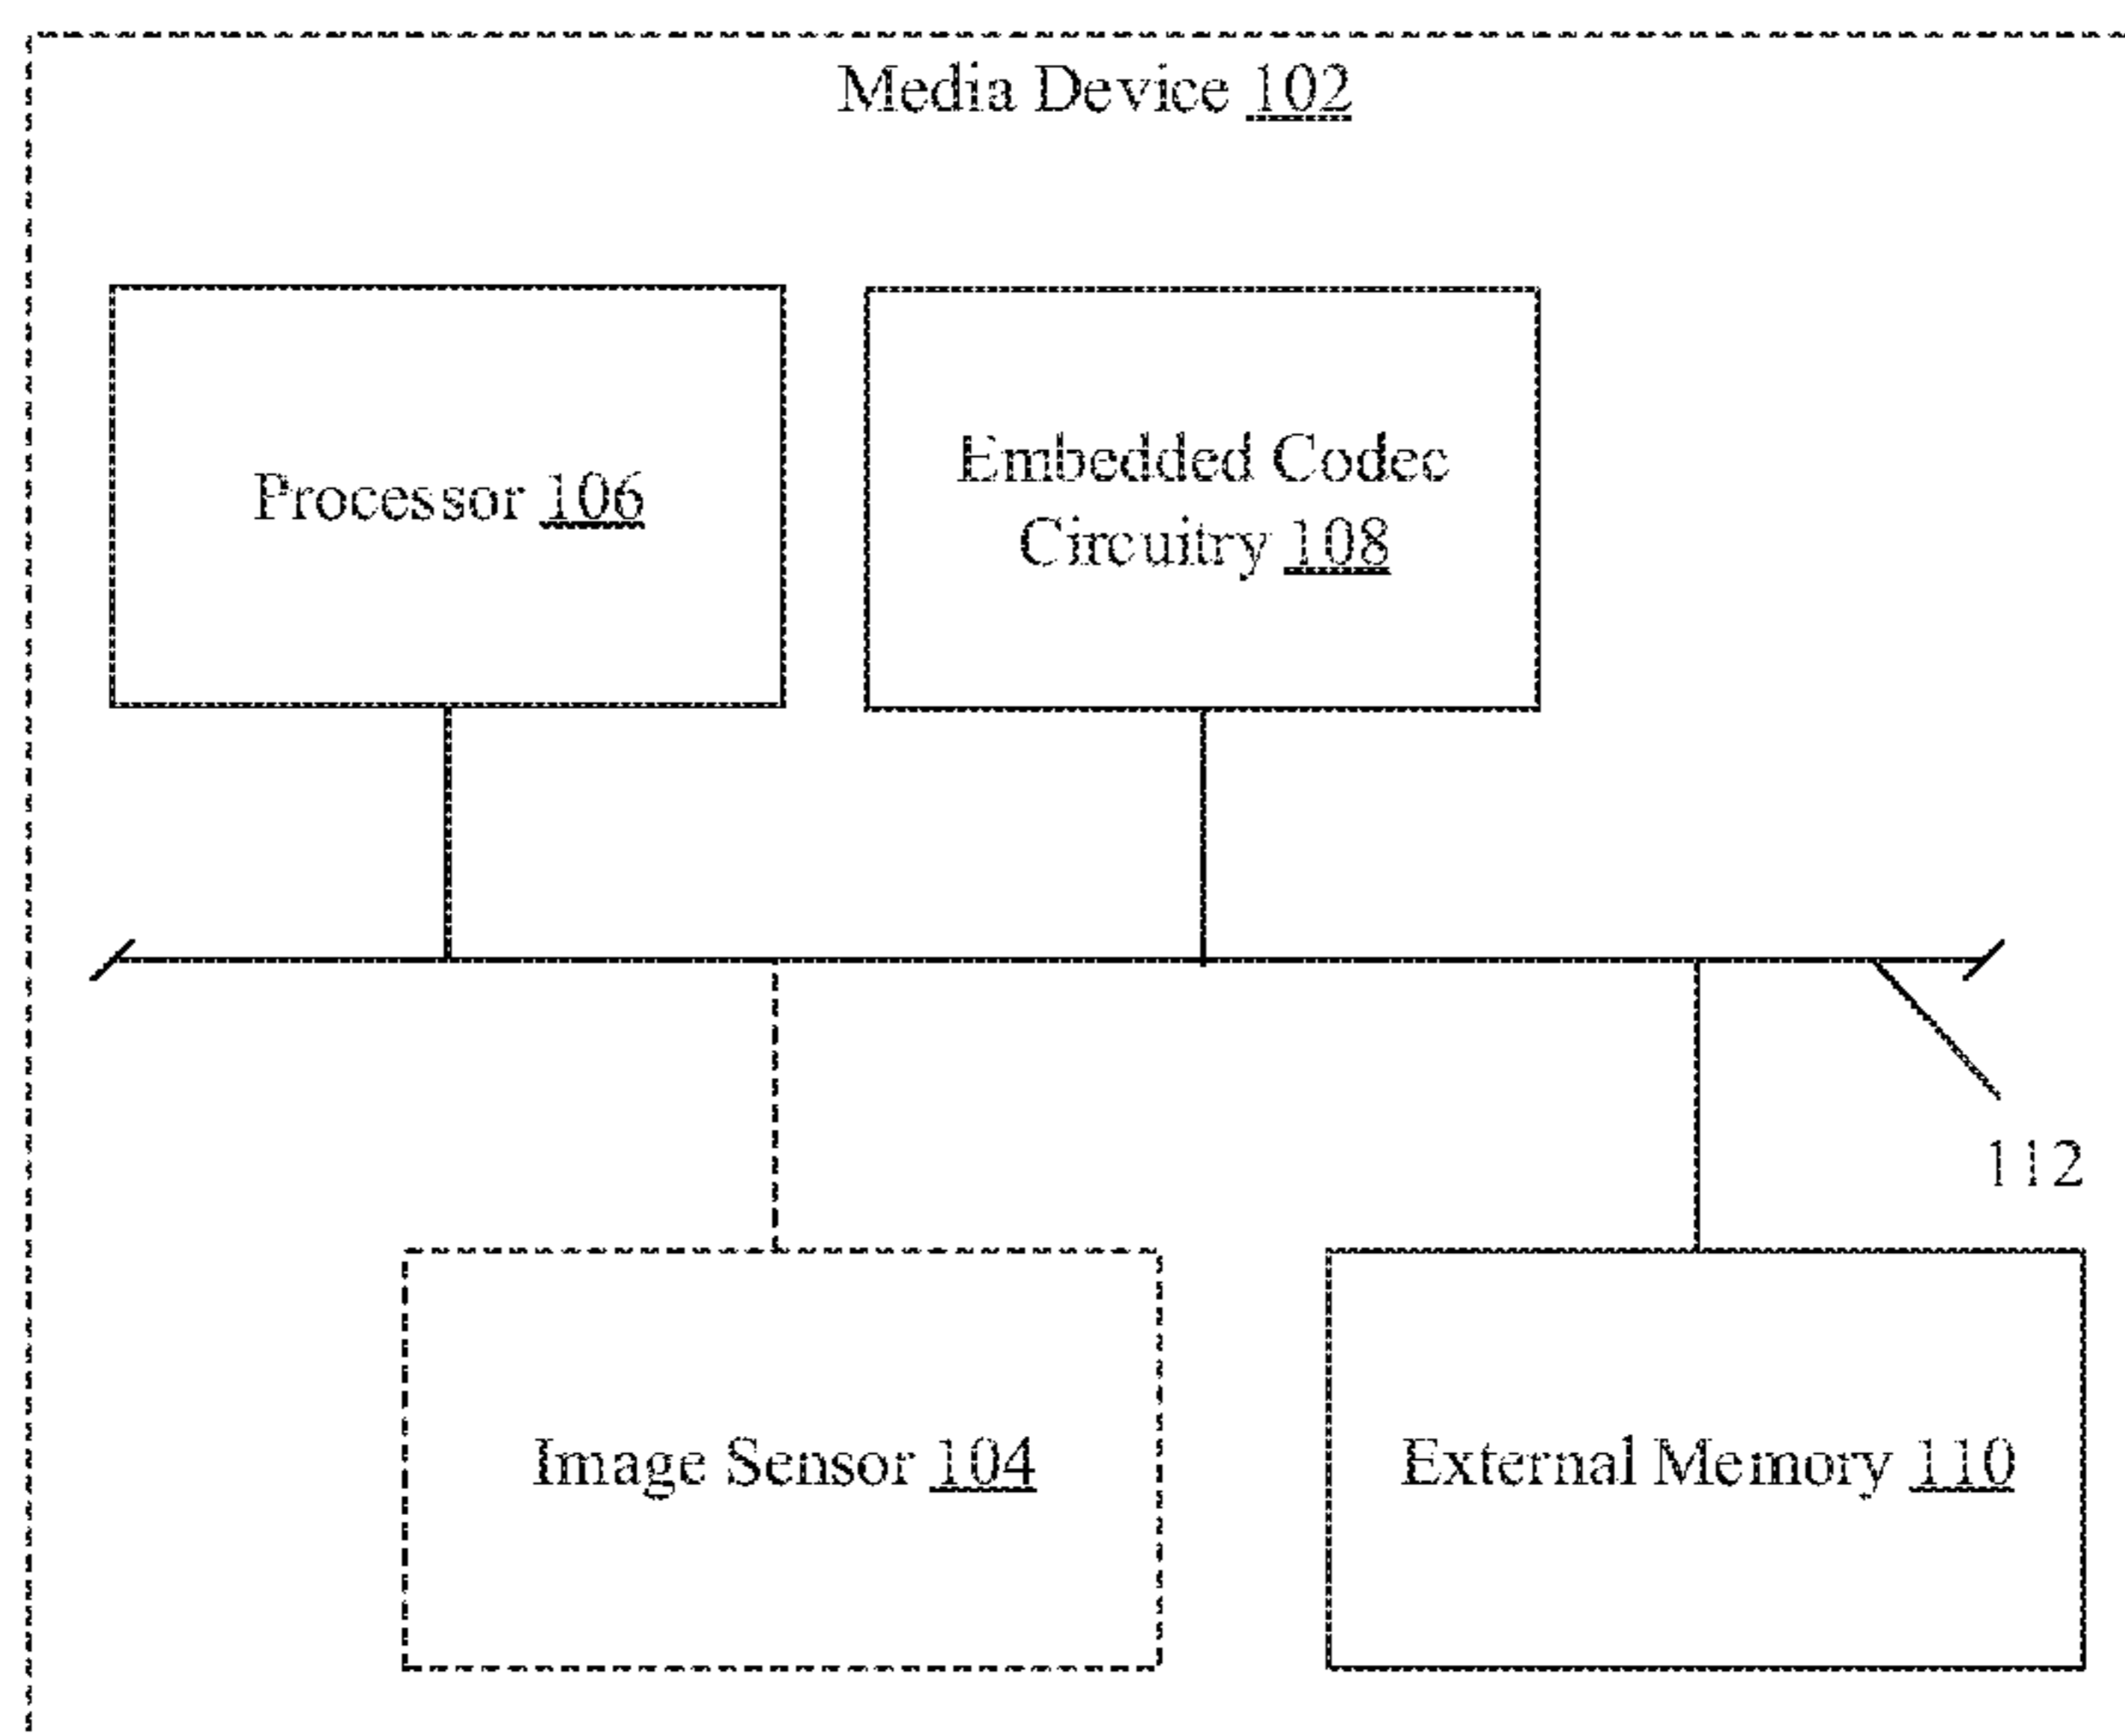 Media Device 102
Processor 106
Embedded Codec
Circuitry 108
112
Image Sensor 104
External Memory 110